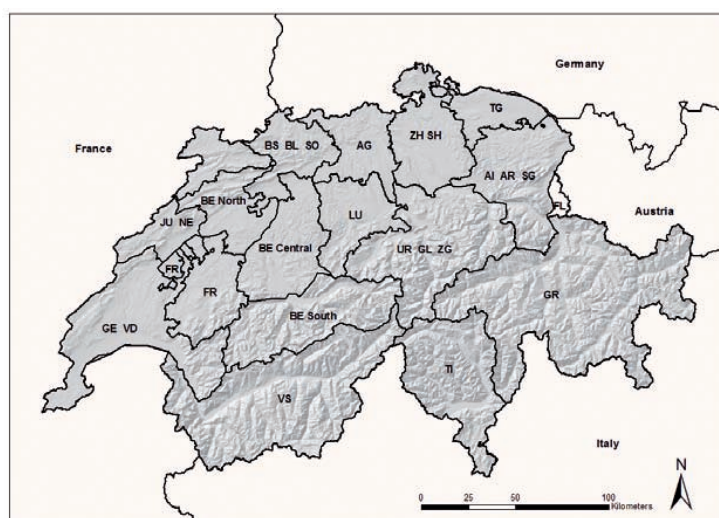 Germany
TG
France
BS BL SO
AG
ZH SH
AI AR SG
BE North
FL
Austria
JU NE
LU
BE Central
UR GL ZG
FR
FR
GR
BE South
GE VD
TI
VS
Italy
N
0 25 50 100
Kilometers